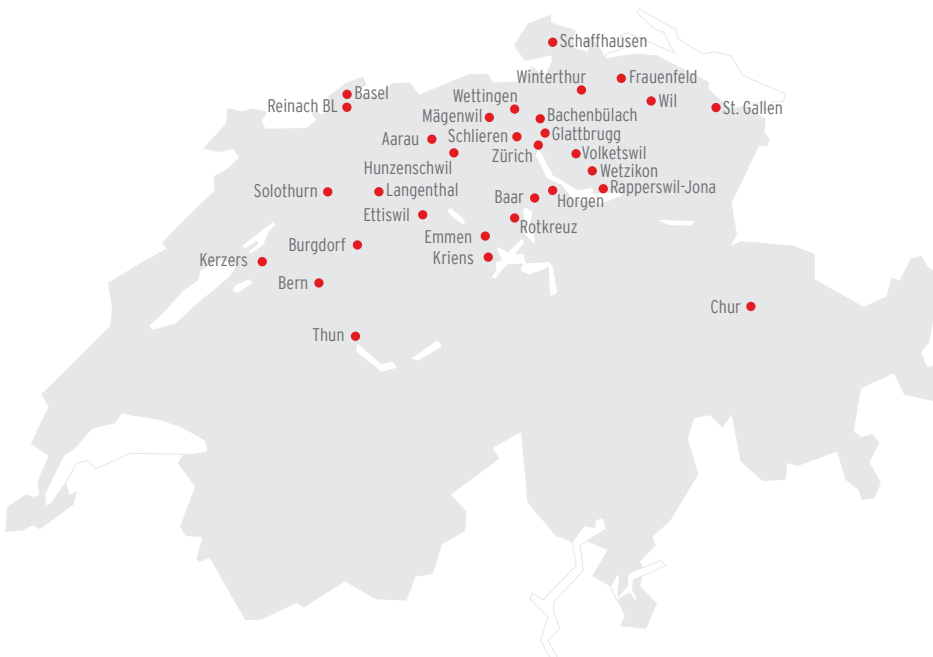 Schaffhausen
Winterthur
Frauenfeld
Basel
Reinach BL
Wettingen
Wil
St. Gallen
Mägenwil
Bachenbülach
Aarau
Schlieren
Glattbrugg
Zürich
Volketswil
Hunzenschwil
Wetzikon
Solothurn
Langenthal
Baar
Horgen
Rapperswil-Jona
Ettiswil
Rotkreuz
Emmen
Burgdorf
Kriens
Kerzers
Bern
Chur
Thun